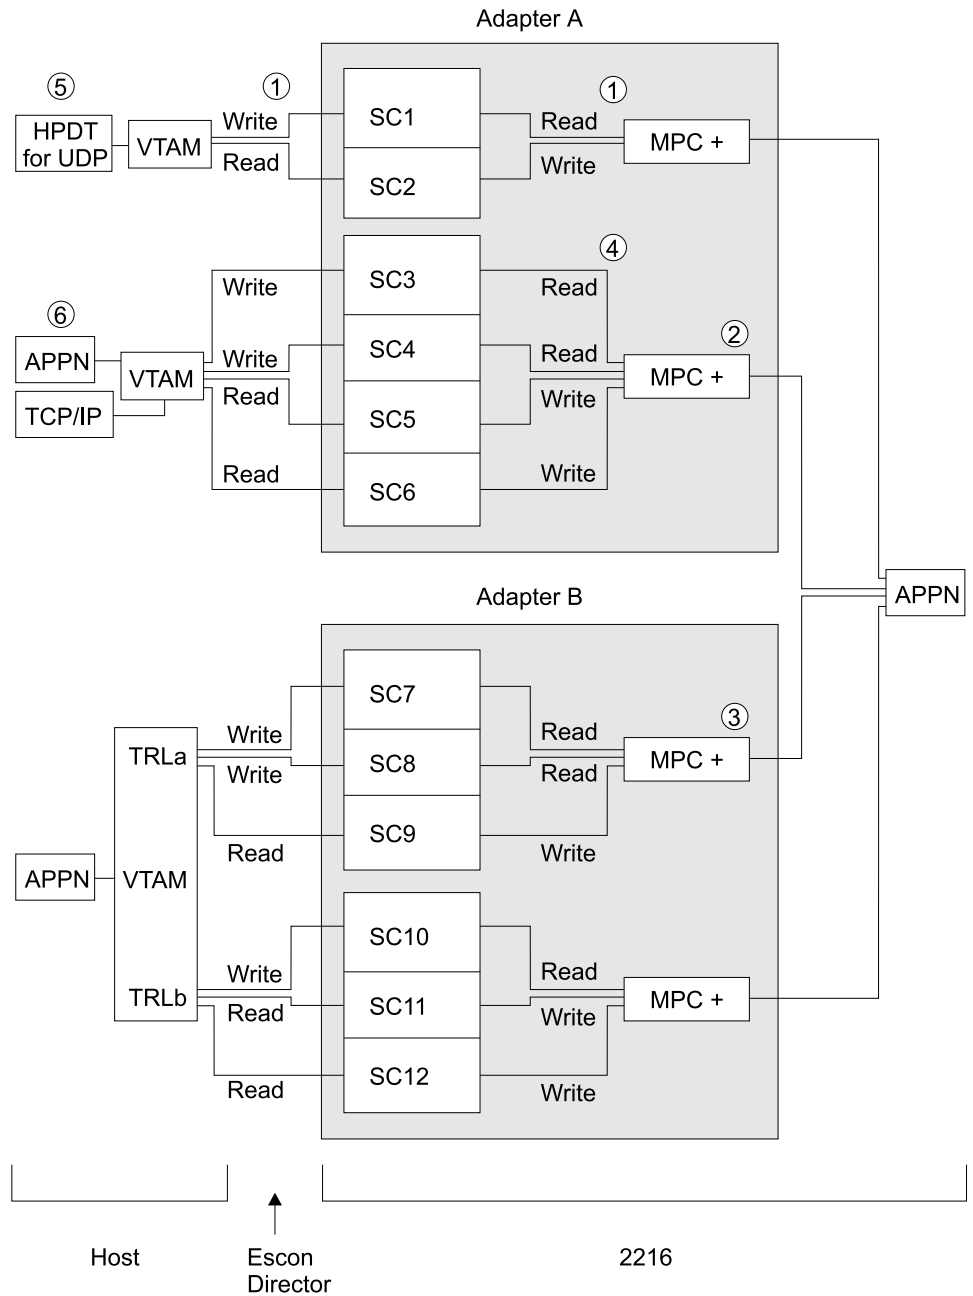 Adapter A
5
1
1
HPDT
for UDP
VTAM
Write
Read
SC1
SC2
Read
Write
MPC +
4
6
2
APPN
TCP/IP
VTAM
Write
Write
Read
Read
SC3
SC4
SC5
SC6
Read
Read
Write
Write
MPC +
APPN
Adapter B
3
TRLa
VTAM
TRLb
APPN
Write
Write
Read
SC7
SC8
SC9
Read
Read
Write
MPC +
Write
Read
Read
SC10
SC11
SC12
Read
Write
Write
MPC +
Host
Escon
Director
2216